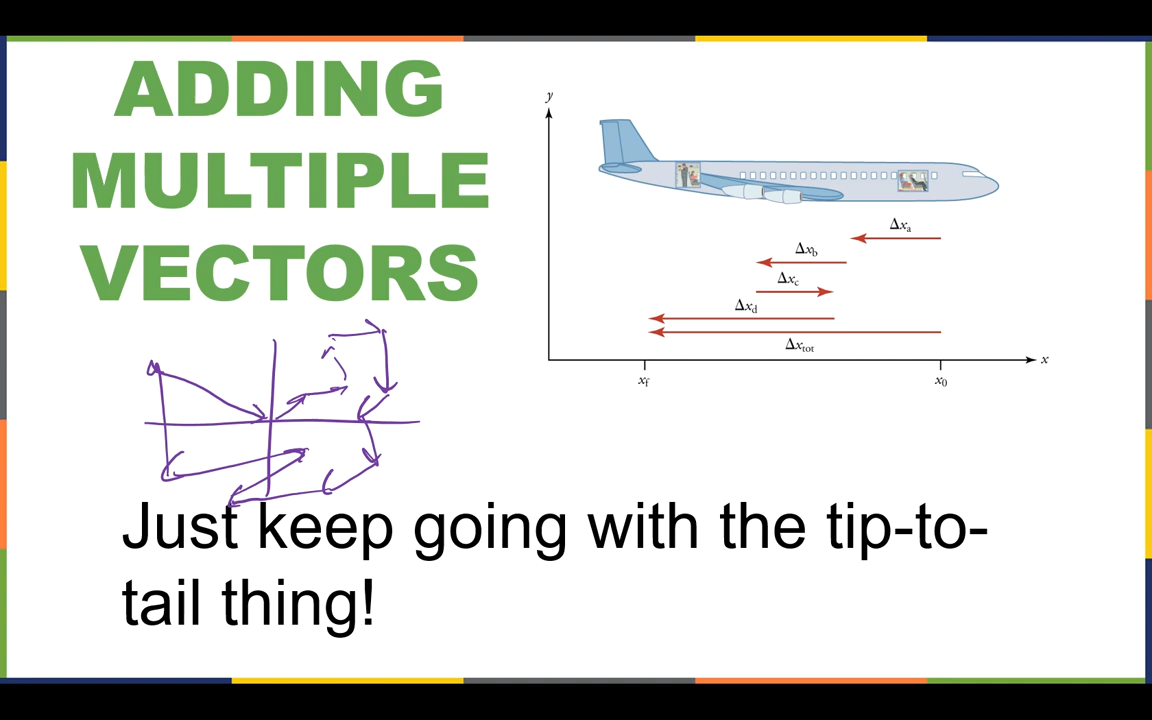 ADDING
MULTIPLE
VECTORS
y
Δxa
Δxb
Δxc
Δxd
Δxtot
x
xf
x0
Just keep going with the tip-to-
tail thing!